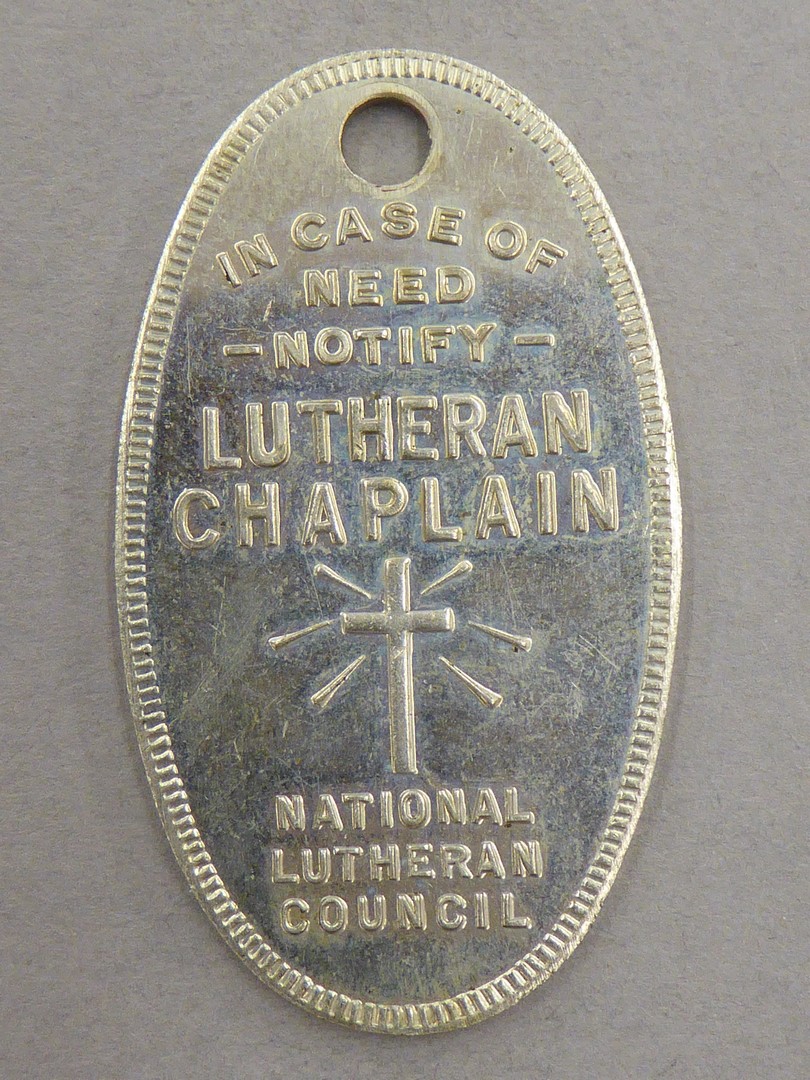 IN CASE OF
NEED
- NOTIFY -
LUTHERAN
CHAPLAIN
NATIONAL
LUTHERAN
COUNCIL